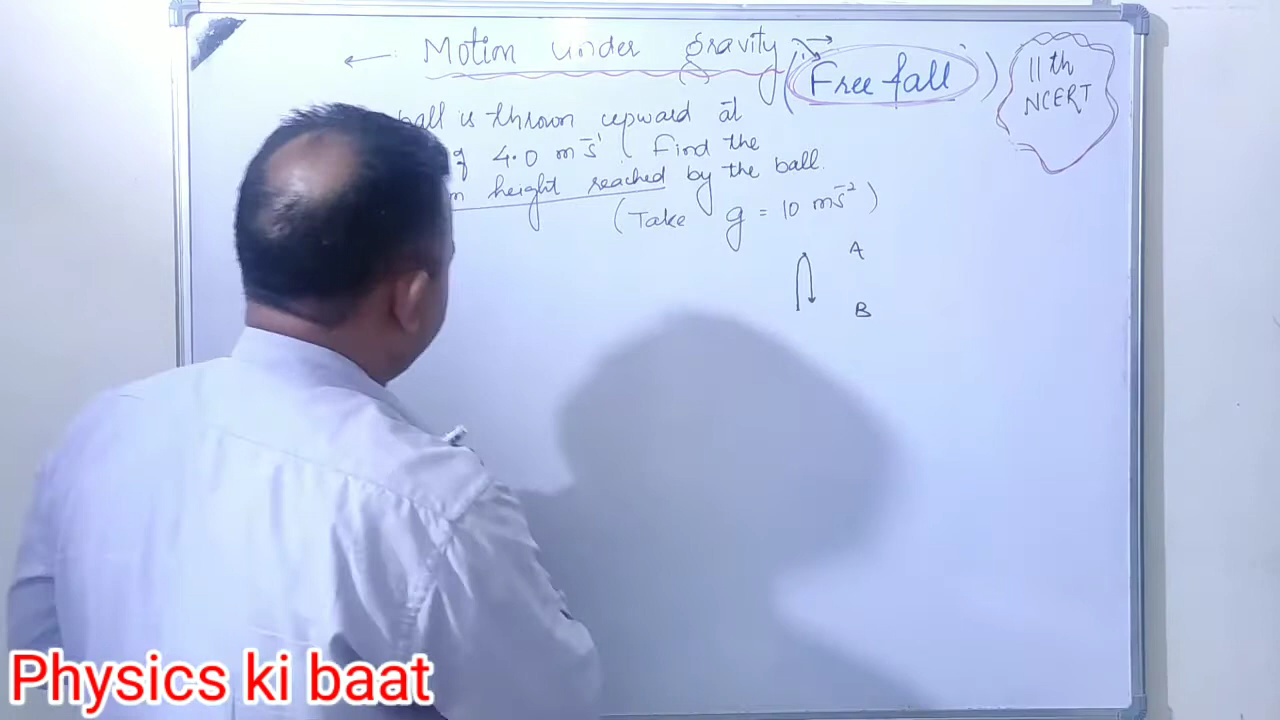 Motion under gravity
(Free fall)
11th
NCERT
ball is thrown upward at
of 4.0 ms⁻¹ Find the
height reached by the ball.
(Take g = 10 ms⁻²)
A
B
Physics ki baat